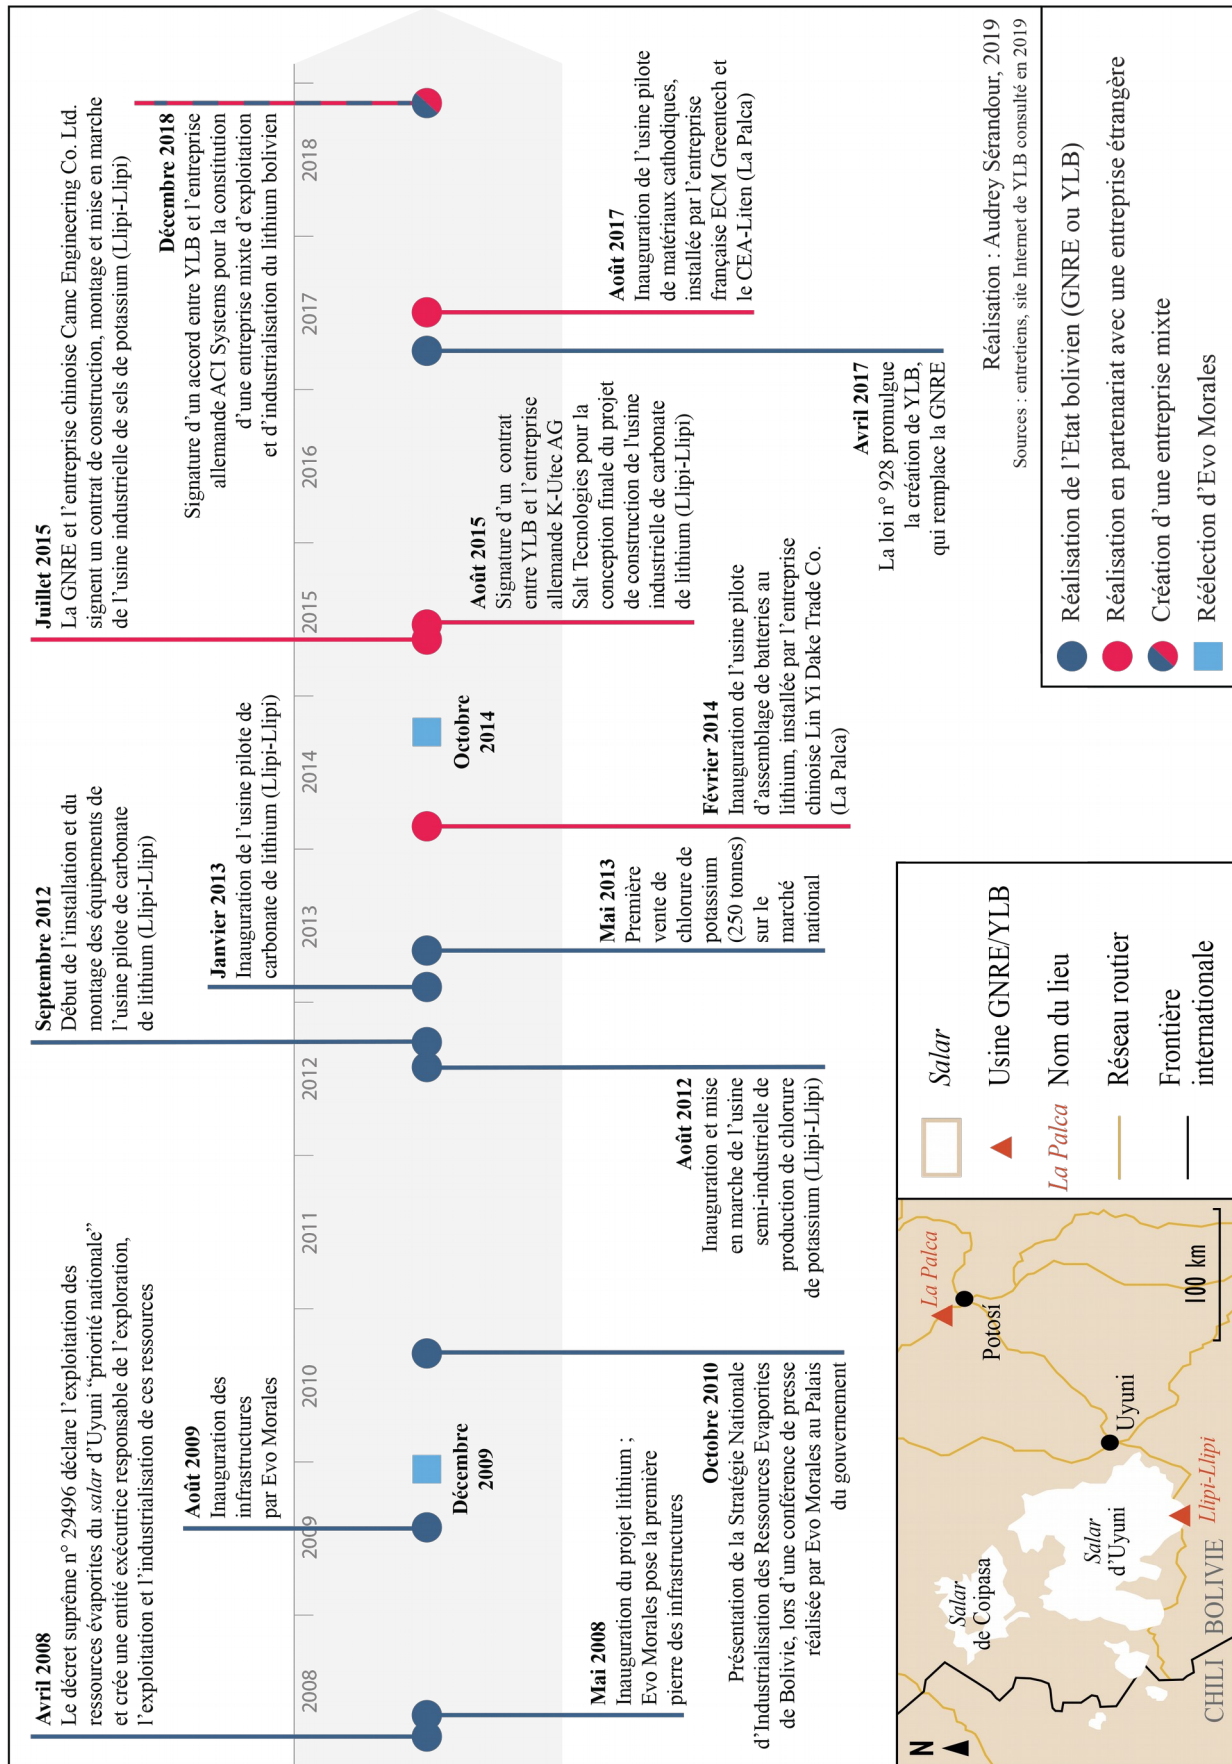 Avril 2008
Le décret suprême n° 29496 déclare l’exploitation des
ressources évaporites du salar d’Uyuni “priorité nationale”
et crée une entité exécutrice responsable de l’exploration,
l’exploitation et l’industrialisation de ces ressources
Août 2009
Inauguration des
infrastructures
par Evo Morales
Septembre 2012
Début de l’installation et du
montage des équipements de
l’usine pilote de carbonate
de lithium (Llipi-Llipi)
Janvier 2013
Inauguration de l’usine pilote de
carbonate de lithium (Llipi-Llipi)
Juillet 2015
La GNRE et l’entreprise chinoise Camc Engineering Co. Ltd.
signent un contrat de construction, montage et mise en marche
de l’usine industrielle de sels de potassium (Llipi-Llipi)
Décembre 2018
Signature d’un accord entre YLB et l’entreprise
allemande ACI Systems pour la constitution
d’une entreprise mixte d’exploitation
et d’industrialisation du lithium bolivien
2008
2009
2010
2011
2012
2013
2014
2015
2016
2017
2018
Décembre
2009
Octobre
2014
Mai 2008
Inauguration du projet lithium ;
Evo Morales pose la première
pierre des infrastructures
Octobre 2010
Présentation de la Stratégie Nationale
d’Industrialisation des Ressources Evaporites
de Bolivie, lors d’une conférence de presse
réalisée par Evo Morales au Palais
du gouvernement
Août 2012
Inauguration et mise
en marche de l’usine
semi-industrielle de
production de chlorure
de potassium (Llipi-Llipi)
Mai 2013
Première
vente de
chlorure de
potassium
(250 tonnes)
sur le
marché
national
Février 2014
Inauguration de l’usine pilote
d’assemblage de batteries au
lithium, installée par l’entreprise
chinoise Lin Yi Dake Trade Co.
(La Palca)
Août 2015
Signature d’un contrat
entre YLB et l’entreprise
allemande K-Utec AG
Salt Tecnologies pour la
conception finale du projet
de construction de l’usine
industrielle de carbonate
de lithium (Llipi-Llipi)
Avril 2017
La loi n° 928 promulgue
la création de YLB,
qui remplace la GNRE
Août 2017
Inauguration de l’usine pilote
de matériaux cathodiques,
installée par l’entreprise
française ECM Greentech et
le CEA-Liten (La Palca)
Réalisation : Audrey Sérandour, 2019
Sources : entretiens, site Internet de YLB consulté en 2019
N
Salar
de Coipasa
Salar
d’Uyuni
Uyuni
Potosí
La Palca
Llipi-Llipi
CHILI
BOLIVIE
100 km
Salar
Usine GNRE/YLB
La Palca
Nom du lieu
Réseau routier
Frontière
internationale
Réalisation de l’Etat bolivien (GNRE ou YLB)
Réalisation en partenariat avec une entreprise étrangère
Création d’une entreprise mixte
Réélection d’Evo Morales